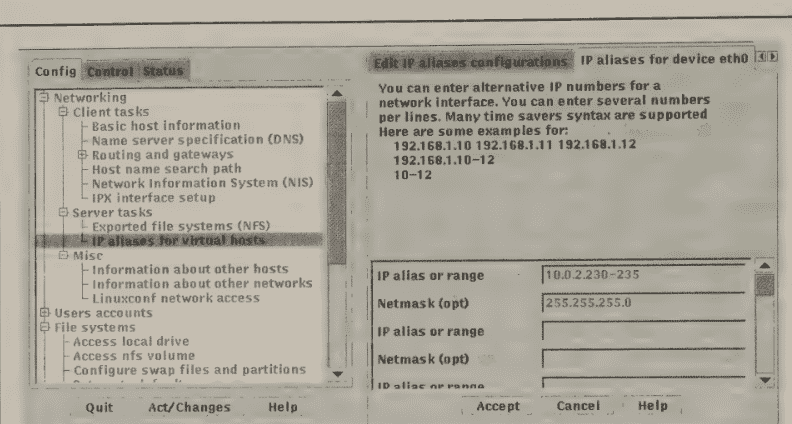 Config Control Status
Networking
Client tasks
Basic host information
Name server specification (DNS)
Routing and gateways
Host name search path
Network Information System (NIS)
IPX interface setup
Server tasks
Exported file systems (NFS)
IP aliases for virtual hosts
Misc
Information about other hosts
Information about other networks
Linuxconf network access
Users accounts
File systems
Access local drive
Access nfs volume
Configure swap files and partitions
Quit Act/Changes Help
Edit IP aliases configurations IP aliases for device eth0
You can enter alternative IP numbers for a
network interface. You can enter several numbers
per lines. Many time savers syntax are supported
Here are some examples for:
192.168.1.10 192.168.1.11 192.168.1.12
192.168.1.10-12
10-12
IP alias or range 10.0.2.230-235
Netmask (opt) 255.255.255.0
IP alias or range
Netmask (opt)
IP alias or range
Accept Cancel Help